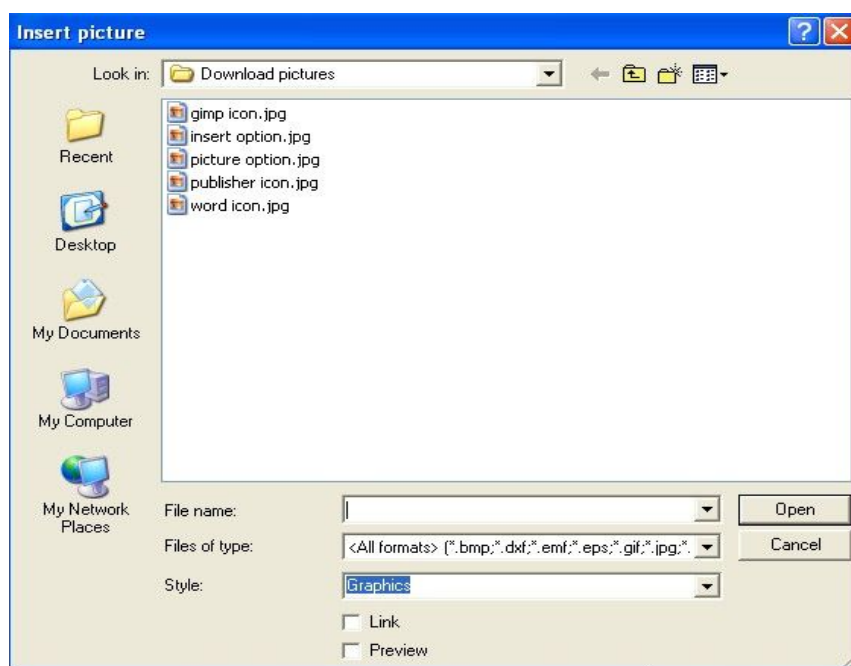 Insert picture
Look in: Download pictures
gimp icon.jpg
insert option.jpg
picture option.jpg
publisher icon.jpg
word icon.jpg
Recent
Desktop
My Documents
My Computer
My Network
Places
File name:
Open
Files of type: <All formats> (*.bmp;*.dxf;*.emf;*.eps;*.gif;*.jpg;*.
Cancel
Style: Graphics
Link
Preview